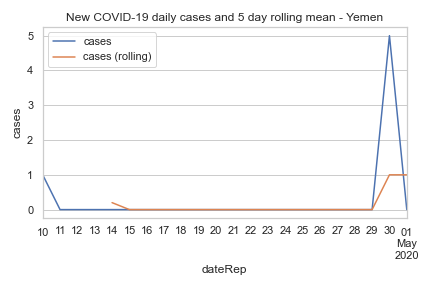 New COVID-19 daily cases and 5 day rolling mean - Yemen
cases
cases (rolling)
cases
5
4
3
2
1
0
10 11 12 13 14 15 16 17 18 19 20 21 22 23 24 25 26 27 28 29 30 01
May
2020
dateRep